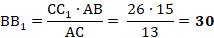 BB₁ = CC₁ · AB / AC = 26 · 15 / 13 = 30